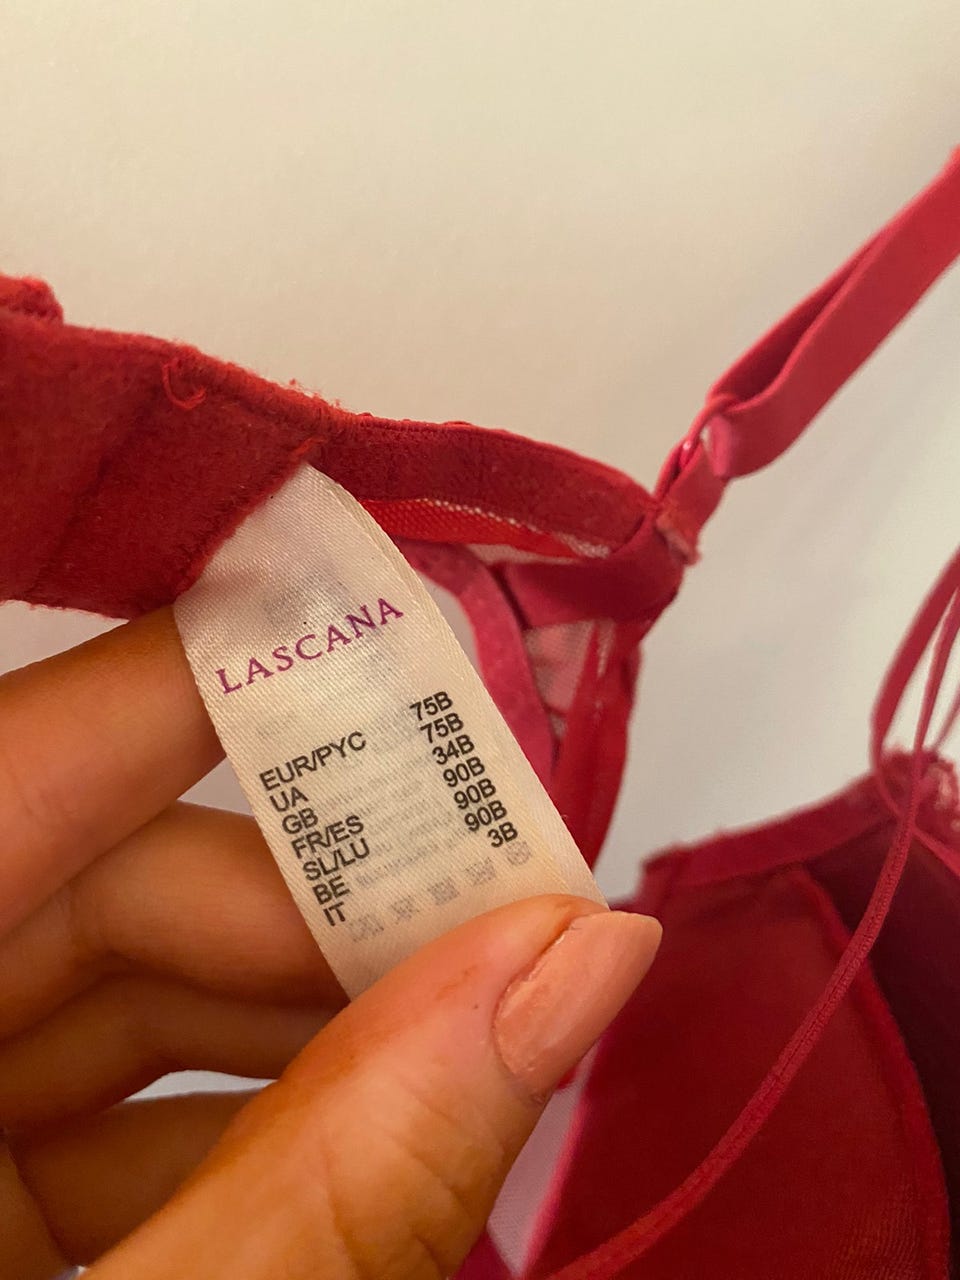 LASCANA
EUR/PYC 75B
UA 75B
GB 34B
FR/ES 90B
SL/LU 90B
BE 90B
IT 3B